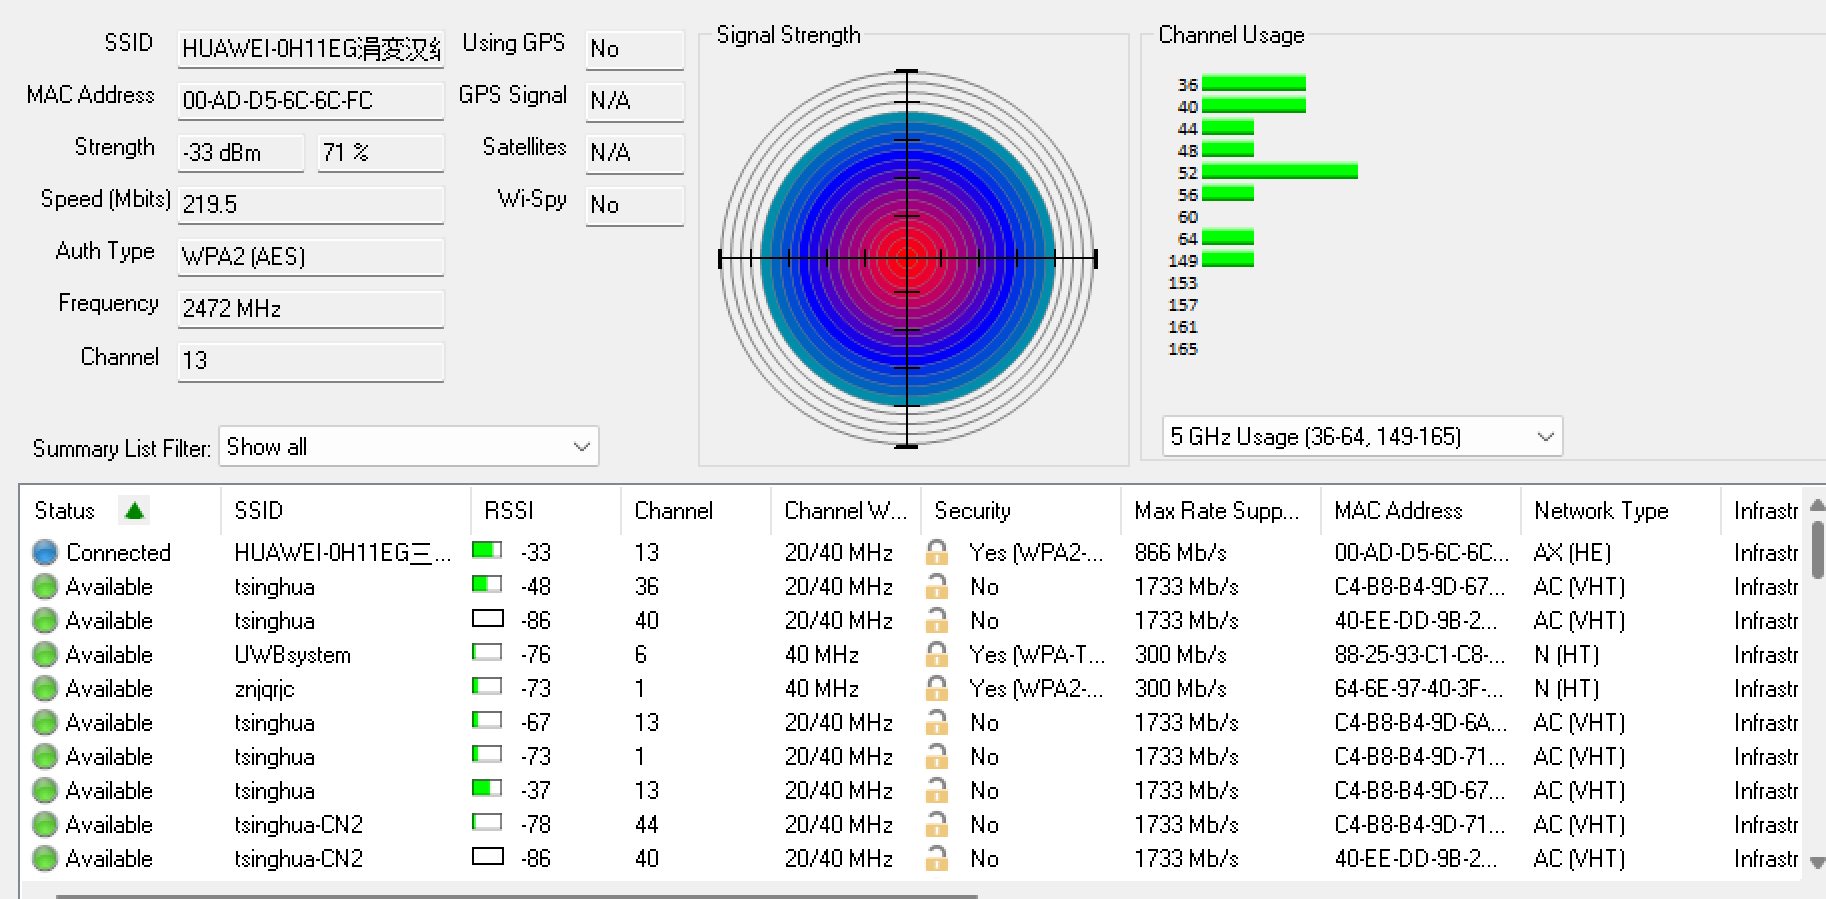 SSID HUAWEI-0H11EG涓変汉 Using GPS No
MAC Address 00-AD-D5-6C-6C-FC GPS Signal N/A
Strength -33 dBm 71 % Satellites N/A
Speed (Mbits) 219.5 Wi-Spy No
Auth Type WPA2 (AES)
Frequency 2472 MHz
Channel 13
Signal Strength
Channel Usage
36
40
44
48
52
56
60
64
149
153
157
161
165
5 GHz Usage (36-64, 149-165)
Summary List Filter: Show all
Status SSID RSSI Channel Channel W... Security Max Rate Supp... MAC Address Network Type Infrastr
Connected HUAWEI-0H11EG三... -33 13 20/40 MHz Yes (WPA2-... 866 Mb/s 00-AD-D5-6C-6C... AX (HE) Infrastr
Available tsinghua -48 36 20/40 MHz No 1733 Mb/s C4-B8-B4-9D-67... AC (VHT) Infrastr
Available tsinghua -86 40 20/40 MHz No 1733 Mb/s 40-EE-DD-9B-2... AC (VHT) Infrastr
Available UWBsystem -76 6 40 MHz Yes (WPA-T... 300 Mb/s 88-25-93-C1-C8-... N (HT) Infrastr
Available znjqrjc -73 1 40 MHz Yes (WPA2-... 300 Mb/s 64-6E-97-40-3F-... N (HT) Infrastr
Available tsinghua -67 13 20/40 MHz No 1733 Mb/s C4-B8-B4-9D-6A... AC (VHT) Infrastr
Available tsinghua -73 1 20/40 MHz No 1733 Mb/s C4-B8-B4-9D-71... AC (VHT) Infrastr
Available tsinghua -37 13 20/40 MHz No 1733 Mb/s C4-B8-B4-9D-67... AC (VHT) Infrastr
Available tsinghua-CN2 -78 44 20/40 MHz No 1733 Mb/s C4-B8-B4-9D-71... AC (VHT) Infrastr
Available tsinghua-CN2 -86 40 20/40 MHz No 1733 Mb/s 40-EE-DD-9B-2... AC (VHT) Infrastr